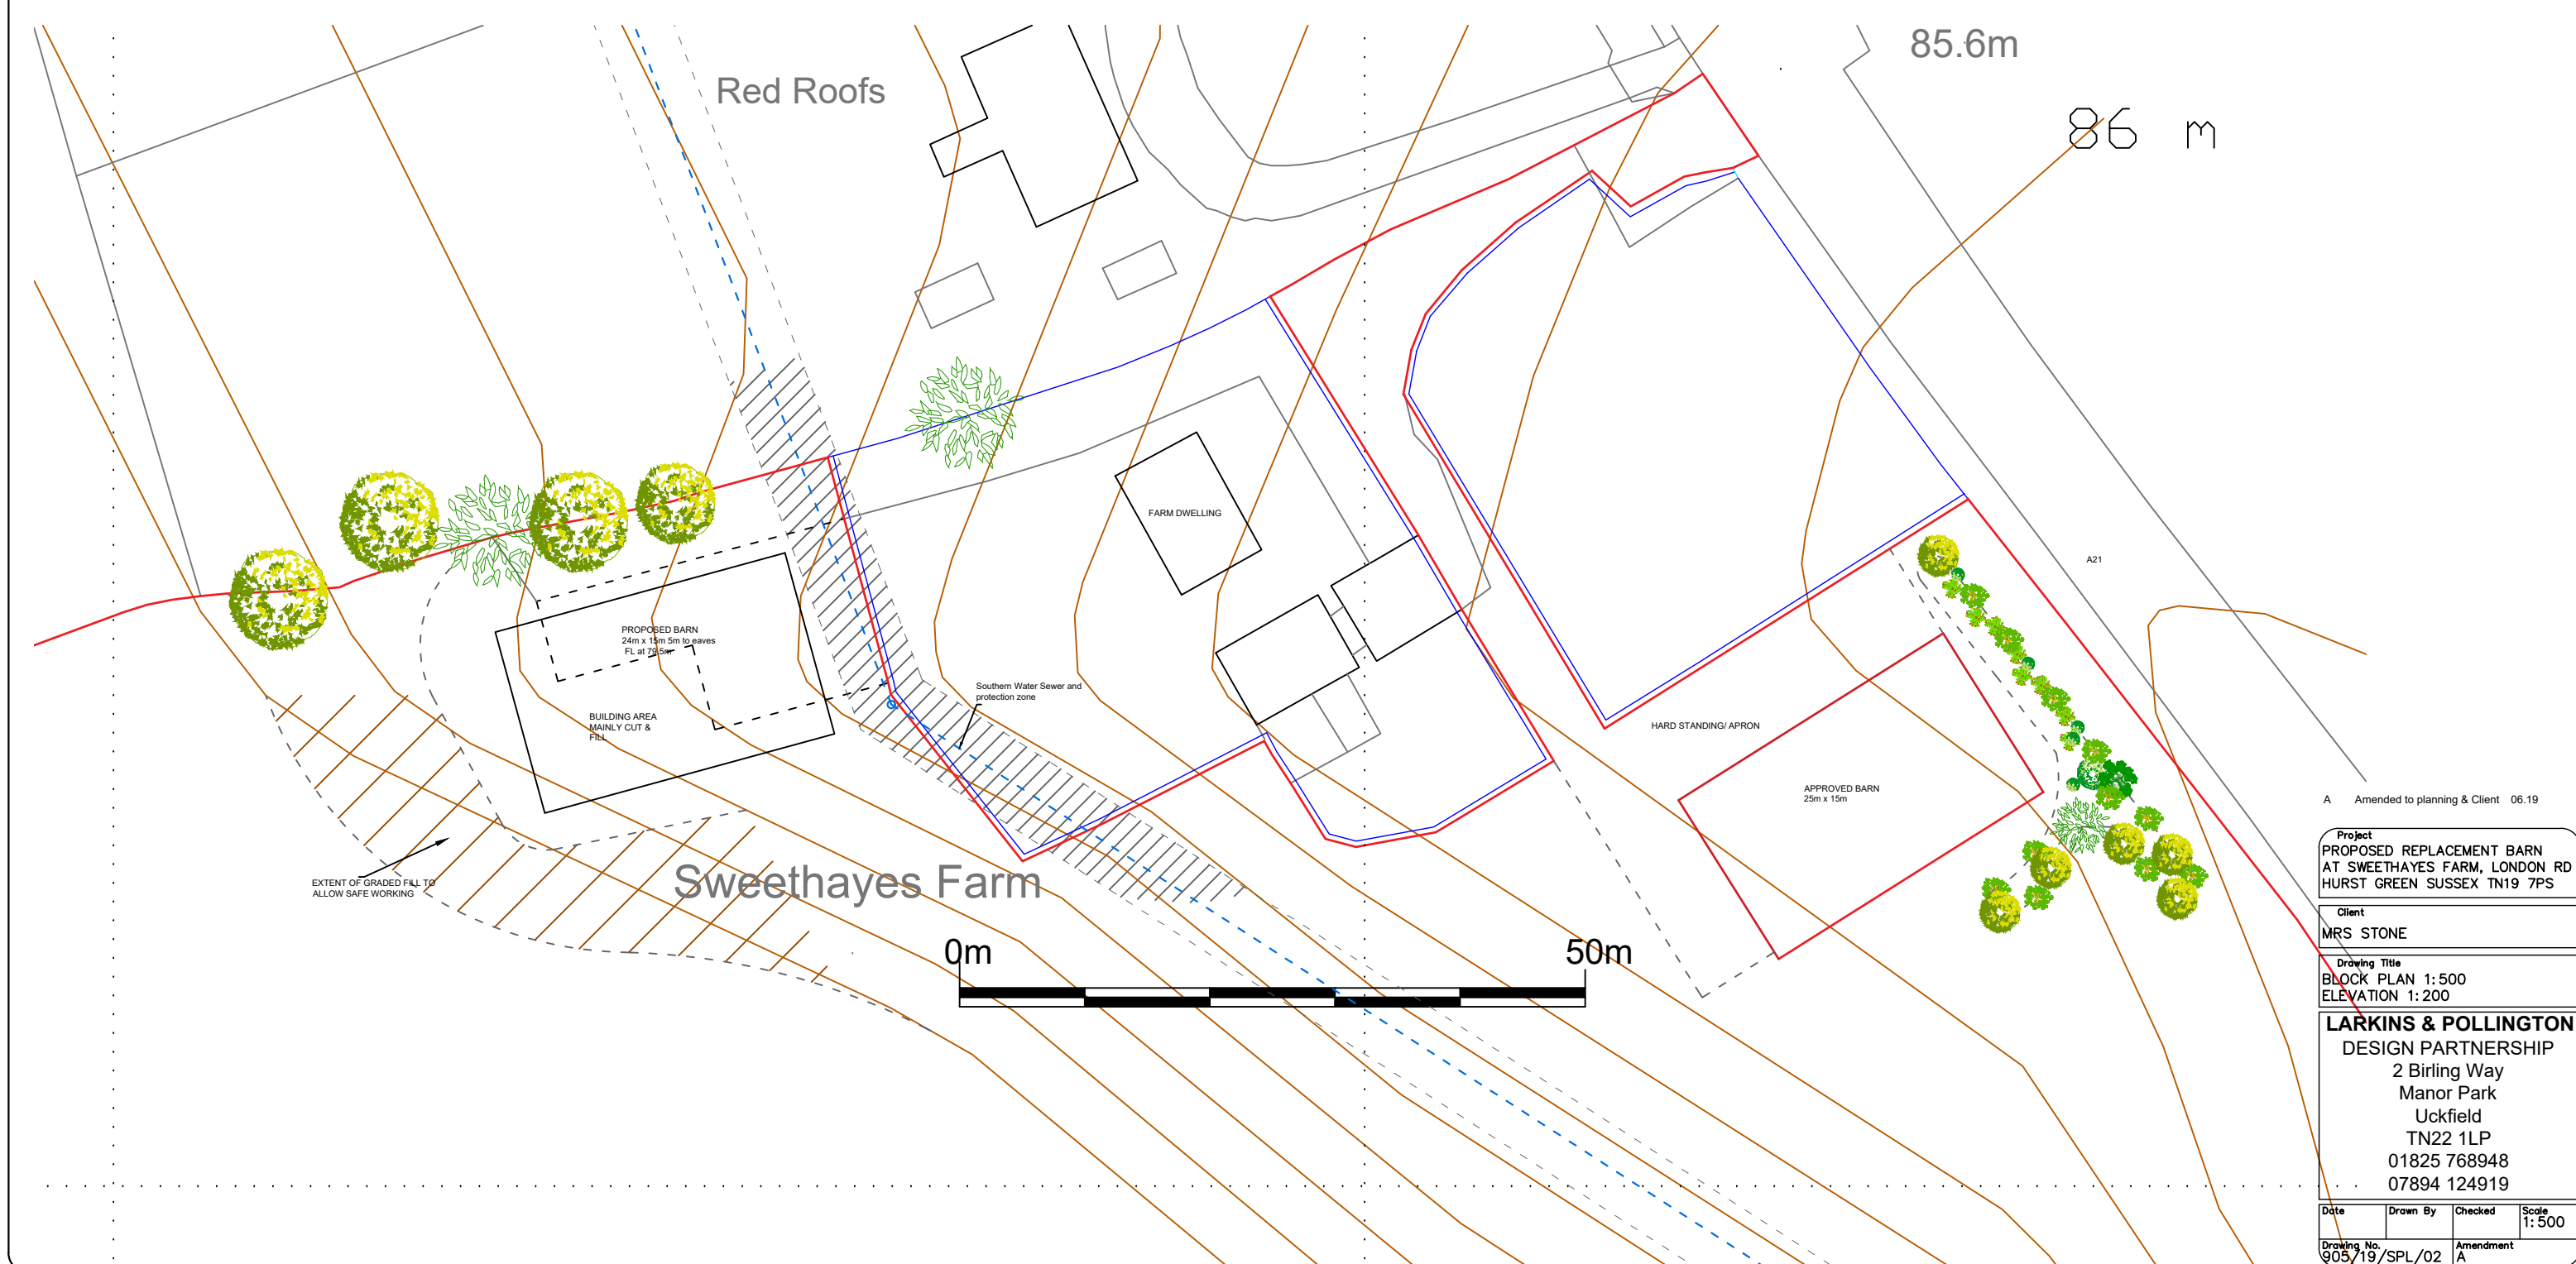 85.6m
Red Roofs
86 m
FARM DWELLING
A21
PROPOSED BARN
24m x 15m 5m to eaves
FL at 79.5m
Southern Water Sewer and
protection zone
BUILDING AREA
MAINLY CUT &
FILL
HARD STANDING/ APRON
APPROVED BARN
25m x 15m
EXTENT OF GRADED FILL TO
ALLOW SAFE WORKING
Sweethayes Farm
0m
50m
A Amended to planning & Client 06.19
Project
PROPOSED REPLACEMENT BARN
AT SWEETHAYES FARM, LONDON RD
HURST GREEN SUSSEX TN19 7PS
Client
MRS STONE
Drawing Title
BLOCK PLAN 1:500
ELEVATION 1:200
LARKINS & POLLINGTON
DESIGN PARTNERSHIP
2 Birling Way
Manor Park
Uckfield
TN22 1LP
01825 768948
07894 124919
Date
Drawn By
Checked
Scale
1:500
Drawing No.
905/19/SPL/02
Amendment
A